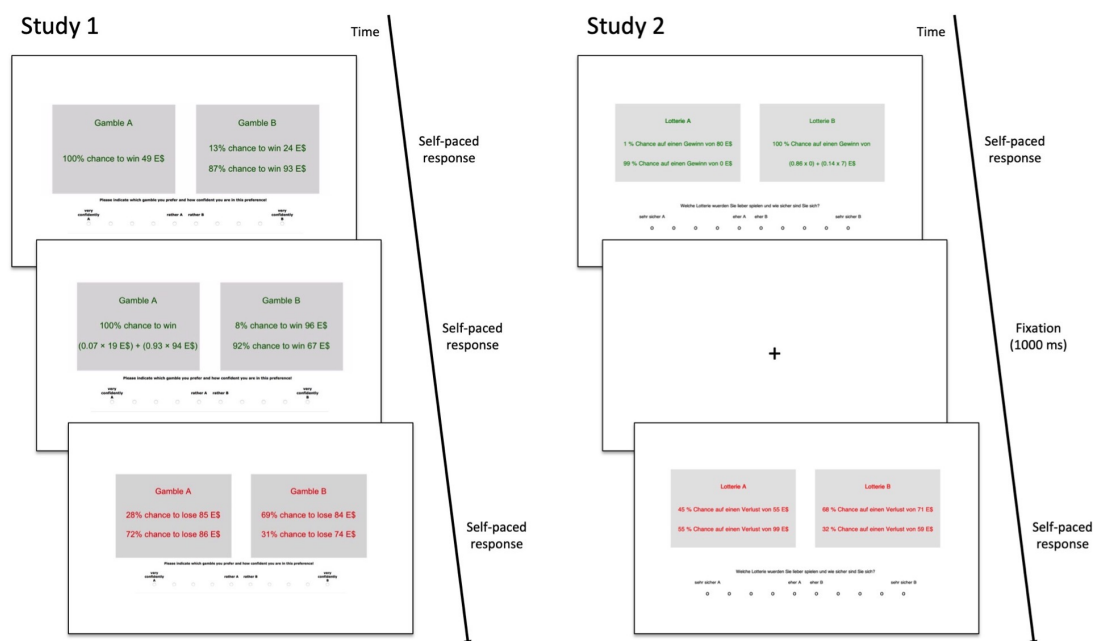 Study 1
Time
Gamble A
100% chance to win 49 E$
Gamble B
13% chance to win 24 E$
87% chance to win 93 E$
Please indicate which gamble you prefer and how confident you are in this preference!
very confidently A
rather A
rather B
very confidently B
Self-paced
response
Gamble A
100% chance to win
(0.07 × 19 E$) + (0.93 × 94 E$)
Gamble B
8% chance to win 96 E$
92% chance to win 67 E$
Please indicate which gamble you prefer and how confident you are in this preference!
very confidently A
rather A
rather B
very confidently B
Self-paced
response
Gamble A
28% chance to lose 85 E$
72% chance to lose 86 E$
Gamble B
69% chance to lose 84 E$
31% chance to lose 74 E$
Please indicate which gamble you prefer and how confident you are in this preference!
very confidently A
rather A
rather B
very confidently B
Self-paced
response
Study 2
Time
Lotterie A
1 % Chance auf einen Gewinn von 80 E$
99 % Chance auf einen Gewinn von 0 E$
Lotterie B
100 % Chance auf einen Gewinn von
(0.86 x 0) + (0.14 x 7) E$
Welche Lotterie wuerden Sie lieber spielen und wie sicher sind Sie sich?
sehr sicher A
eher A
eher B
sehr sicher B
Self-paced
response
+
Fixation
(1000 ms)
Lotterie A
45 % Chance auf einen Verlust von 55 E$
55 % Chance auf einen Verlust von 99 E$
Lotterie B
68 % Chance auf einen Verlust von 71 E$
32 % Chance auf einen Verlust von 59 E$
Welche Lotterie wuerden Sie lieber spielen und wie sicher sind Sie sich?
sehr sicher A
eher A
eher B
sehr sicher B
Self-paced
response